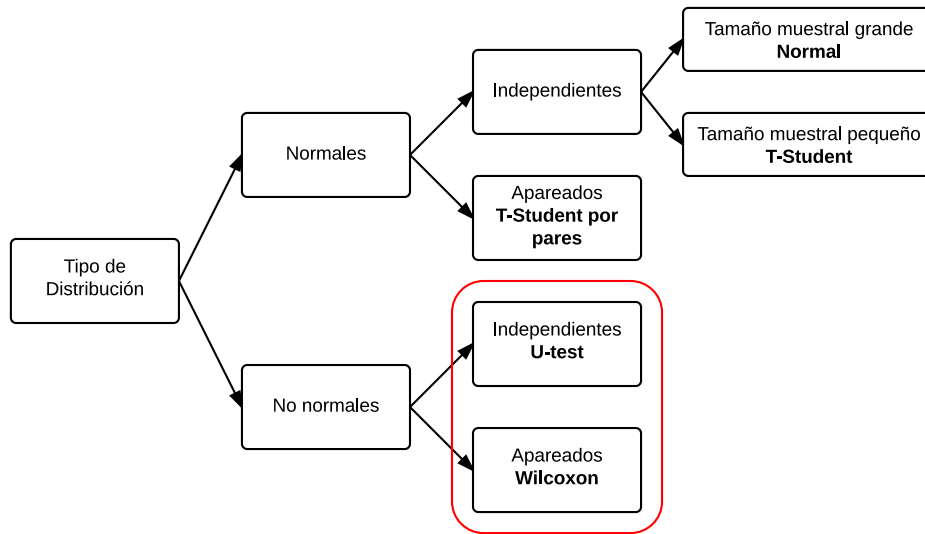 Tamaño muestral grande
Normal
Independientes
Tamaño muestral pequeño
T-Student
Normales
Apareados
T-Student por
pares
Tipo de
Distribución
Independientes
U-test
No normales
Apareados
Wilcoxon